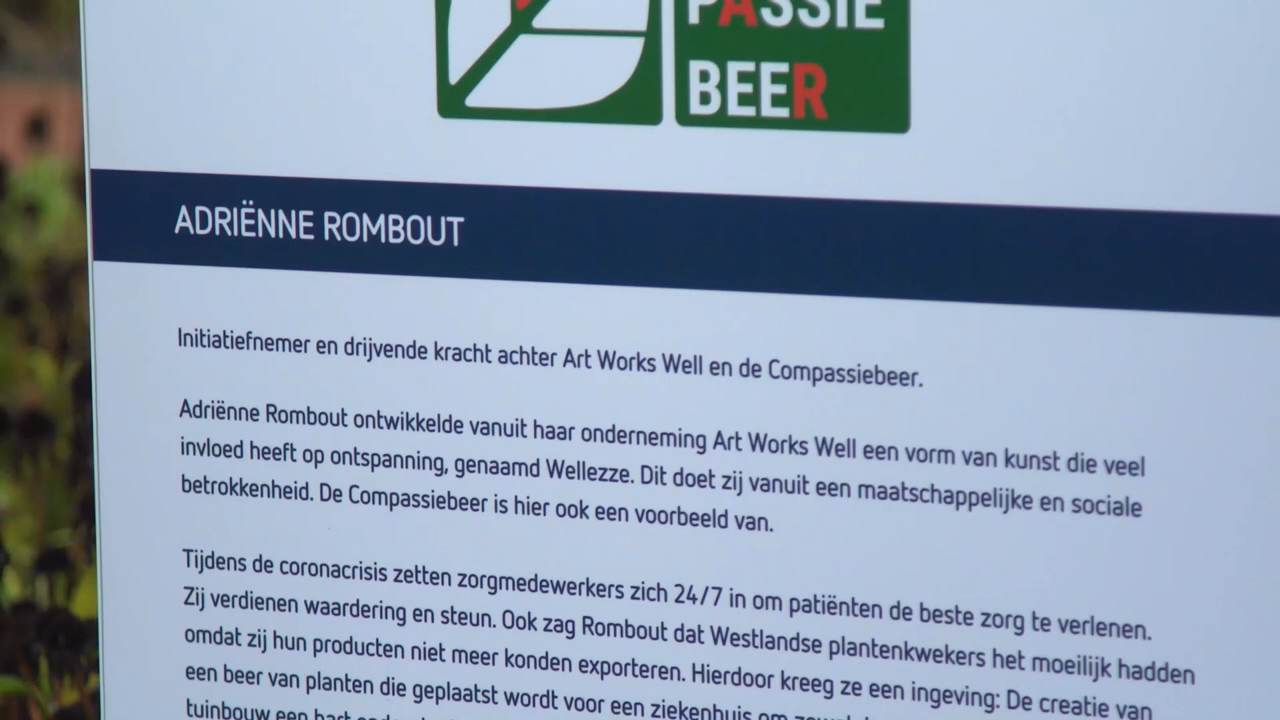 PASSIE
BEER
ADRIËNNE ROMBOUT
Initiatiefnemer en drijvende kracht achter Art Works Well en de Compassiebeer.
Adriënne Rombout ontwikkelde vanuit haar onderneming Art Works Well een vorm van kunst die veel
invloed heeft op ontspanning, genaamd Wellezze. Dit doet zij vanuit een maatschappelijke en sociale
betrokkenheid. De Compassiebeer is hier ook een voorbeeld van.
Tijdens de coronacrisis zetten zorgmedewerkers zich 24/7 in om patiënten de beste zorg te verlenen.
Zij verdienen waardering en steun. Ook zag Rombout dat Westlandse plantenkwekers het moeilijk hadden
omdat zij hun producten niet meer konden exporteren. Hierdoor kreeg ze een ingeving: De creatie van
een beer van planten die geplaatst wordt voor een ziekenhuis om
tuinbouw een hart